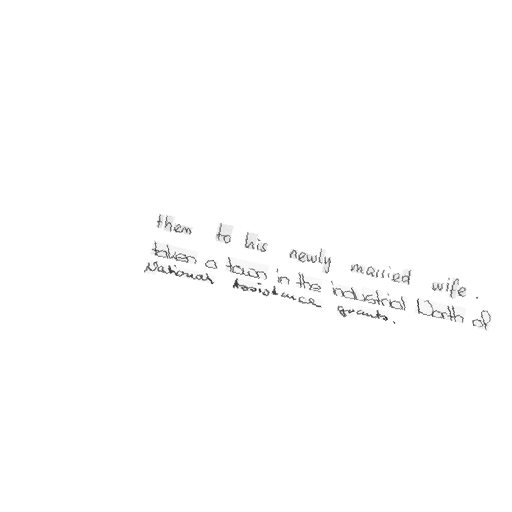 them to his newly married wife.
taken a town in the industrial North of
National Assistance grants.